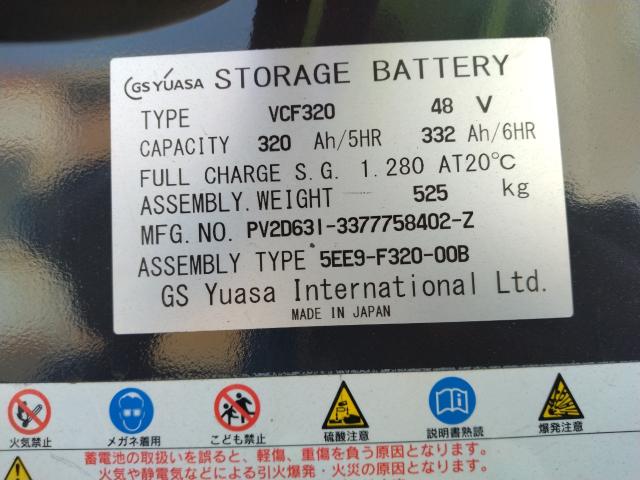 GS YUASA STORAGE BATTERY
TYPE VCF320 48 V
CAPACITY 320 Ah/5HR 332 Ah/6HR
FULL CHARGE S.G. 1.280 AT20℃
ASSEMBLY.WEIGHT 525 kg
MFG.NO. PV2D631-3377758402-Z
ASSEMBLY TYPE 5EE9-F320-00B
GS Yuasa International Ltd.
MADE IN JAPAN
火気禁止 メガネ着用 こども禁止 硫酸注意 説明書熟読 爆発注意
蓄電池の取扱いを誤ると、軽傷、重傷を負う原因となります。
火気や静電気などによる引火爆発・火災の原因となります。